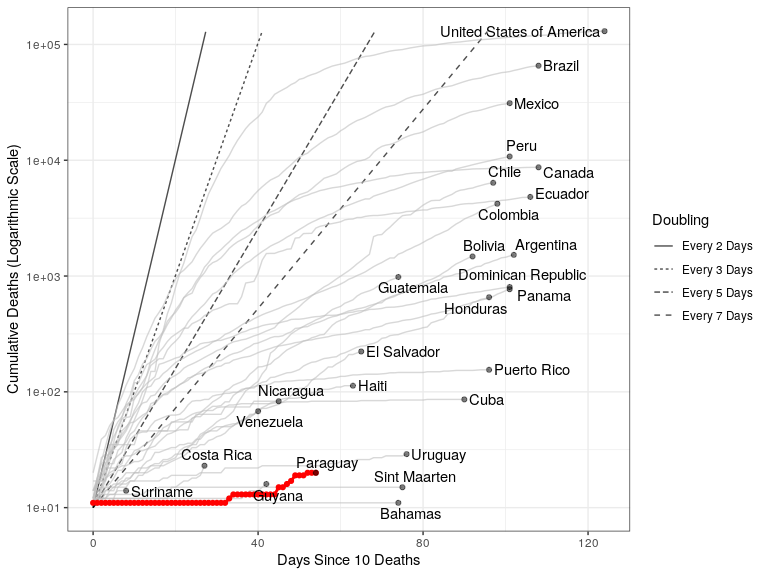 United States of America
Brazil
Mexico
Peru
Chile
Canada
Ecuador
Colombia
Bolivia
Argentina
Dominican Republic
Guatemala
Panama
Honduras
El Salvador
Puerto Rico
Nicaragua
Haiti
Cuba
Venezuela
Costa Rica
Uruguay
Paraguay
Sint Maarten
Suriname
Guyana
Bahamas
1e+05
1e+04
1e+03
1e+02
1e+01
Cumulative Deaths (Logarithmic Scale)
0
40
80
120
Days Since 10 Deaths
Doubling
Every 2 Days
Every 3 Days
Every 5 Days
Every 7 Days